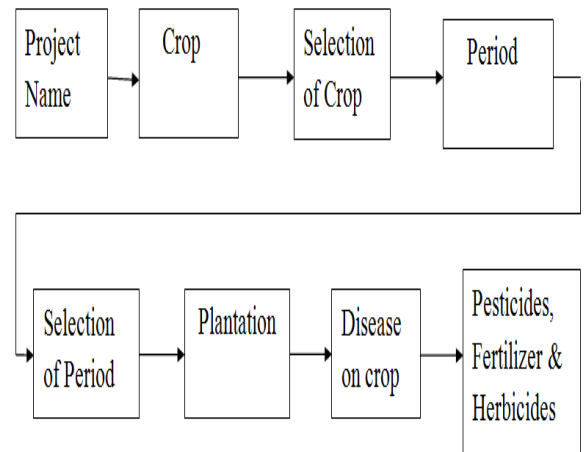 Project
Name
Crop
Selection
of Crop
Period
Selection
of Period
Plantation
Disease
on crop
Pesticides,
Fertilizer &
Herbicides